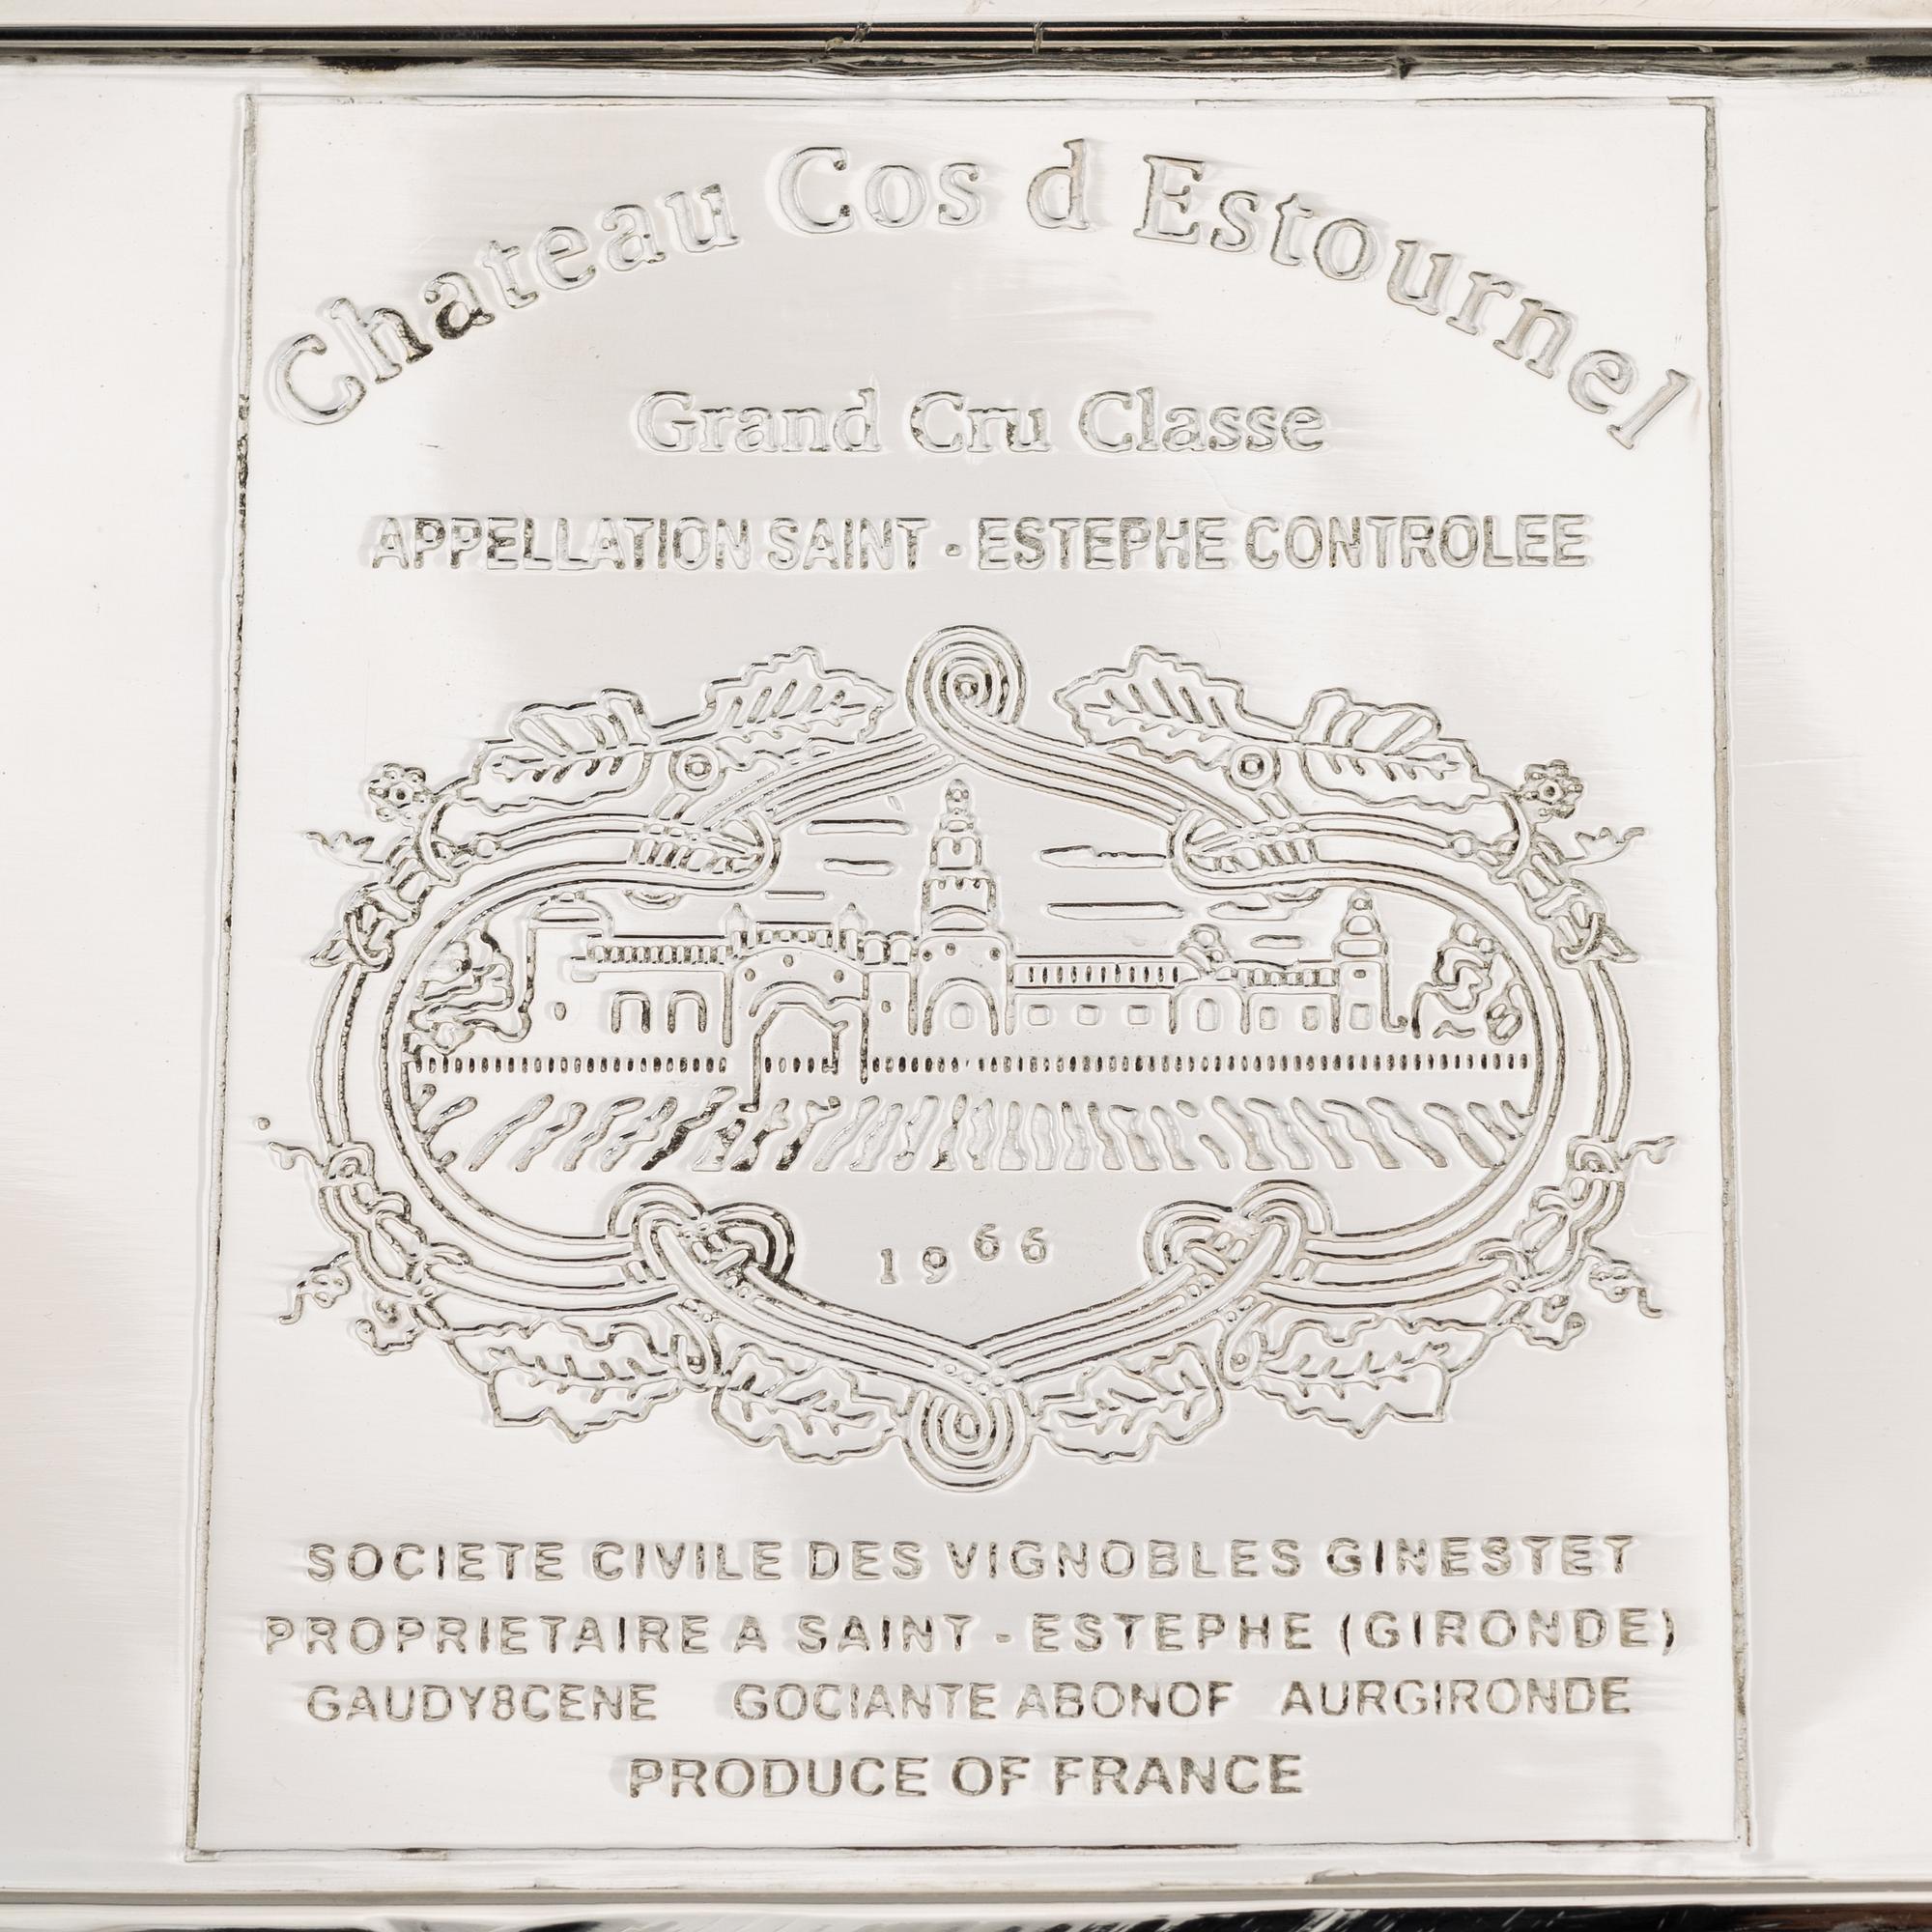 Chateau Cos d Estournel
Grand Cru Classe
APPELLATION SAINT - ESTEPHE CONTROLEE
1966
SOCIETE CIVILE DES VIGNOBLES GINESTET
PROPRIETAIRE A SAINT - ESTEPHE (GIRONDE)
GAUDY8CENE GOCIANTE ABONOF AURGIRONDE
PRODUCE OF FRANCE